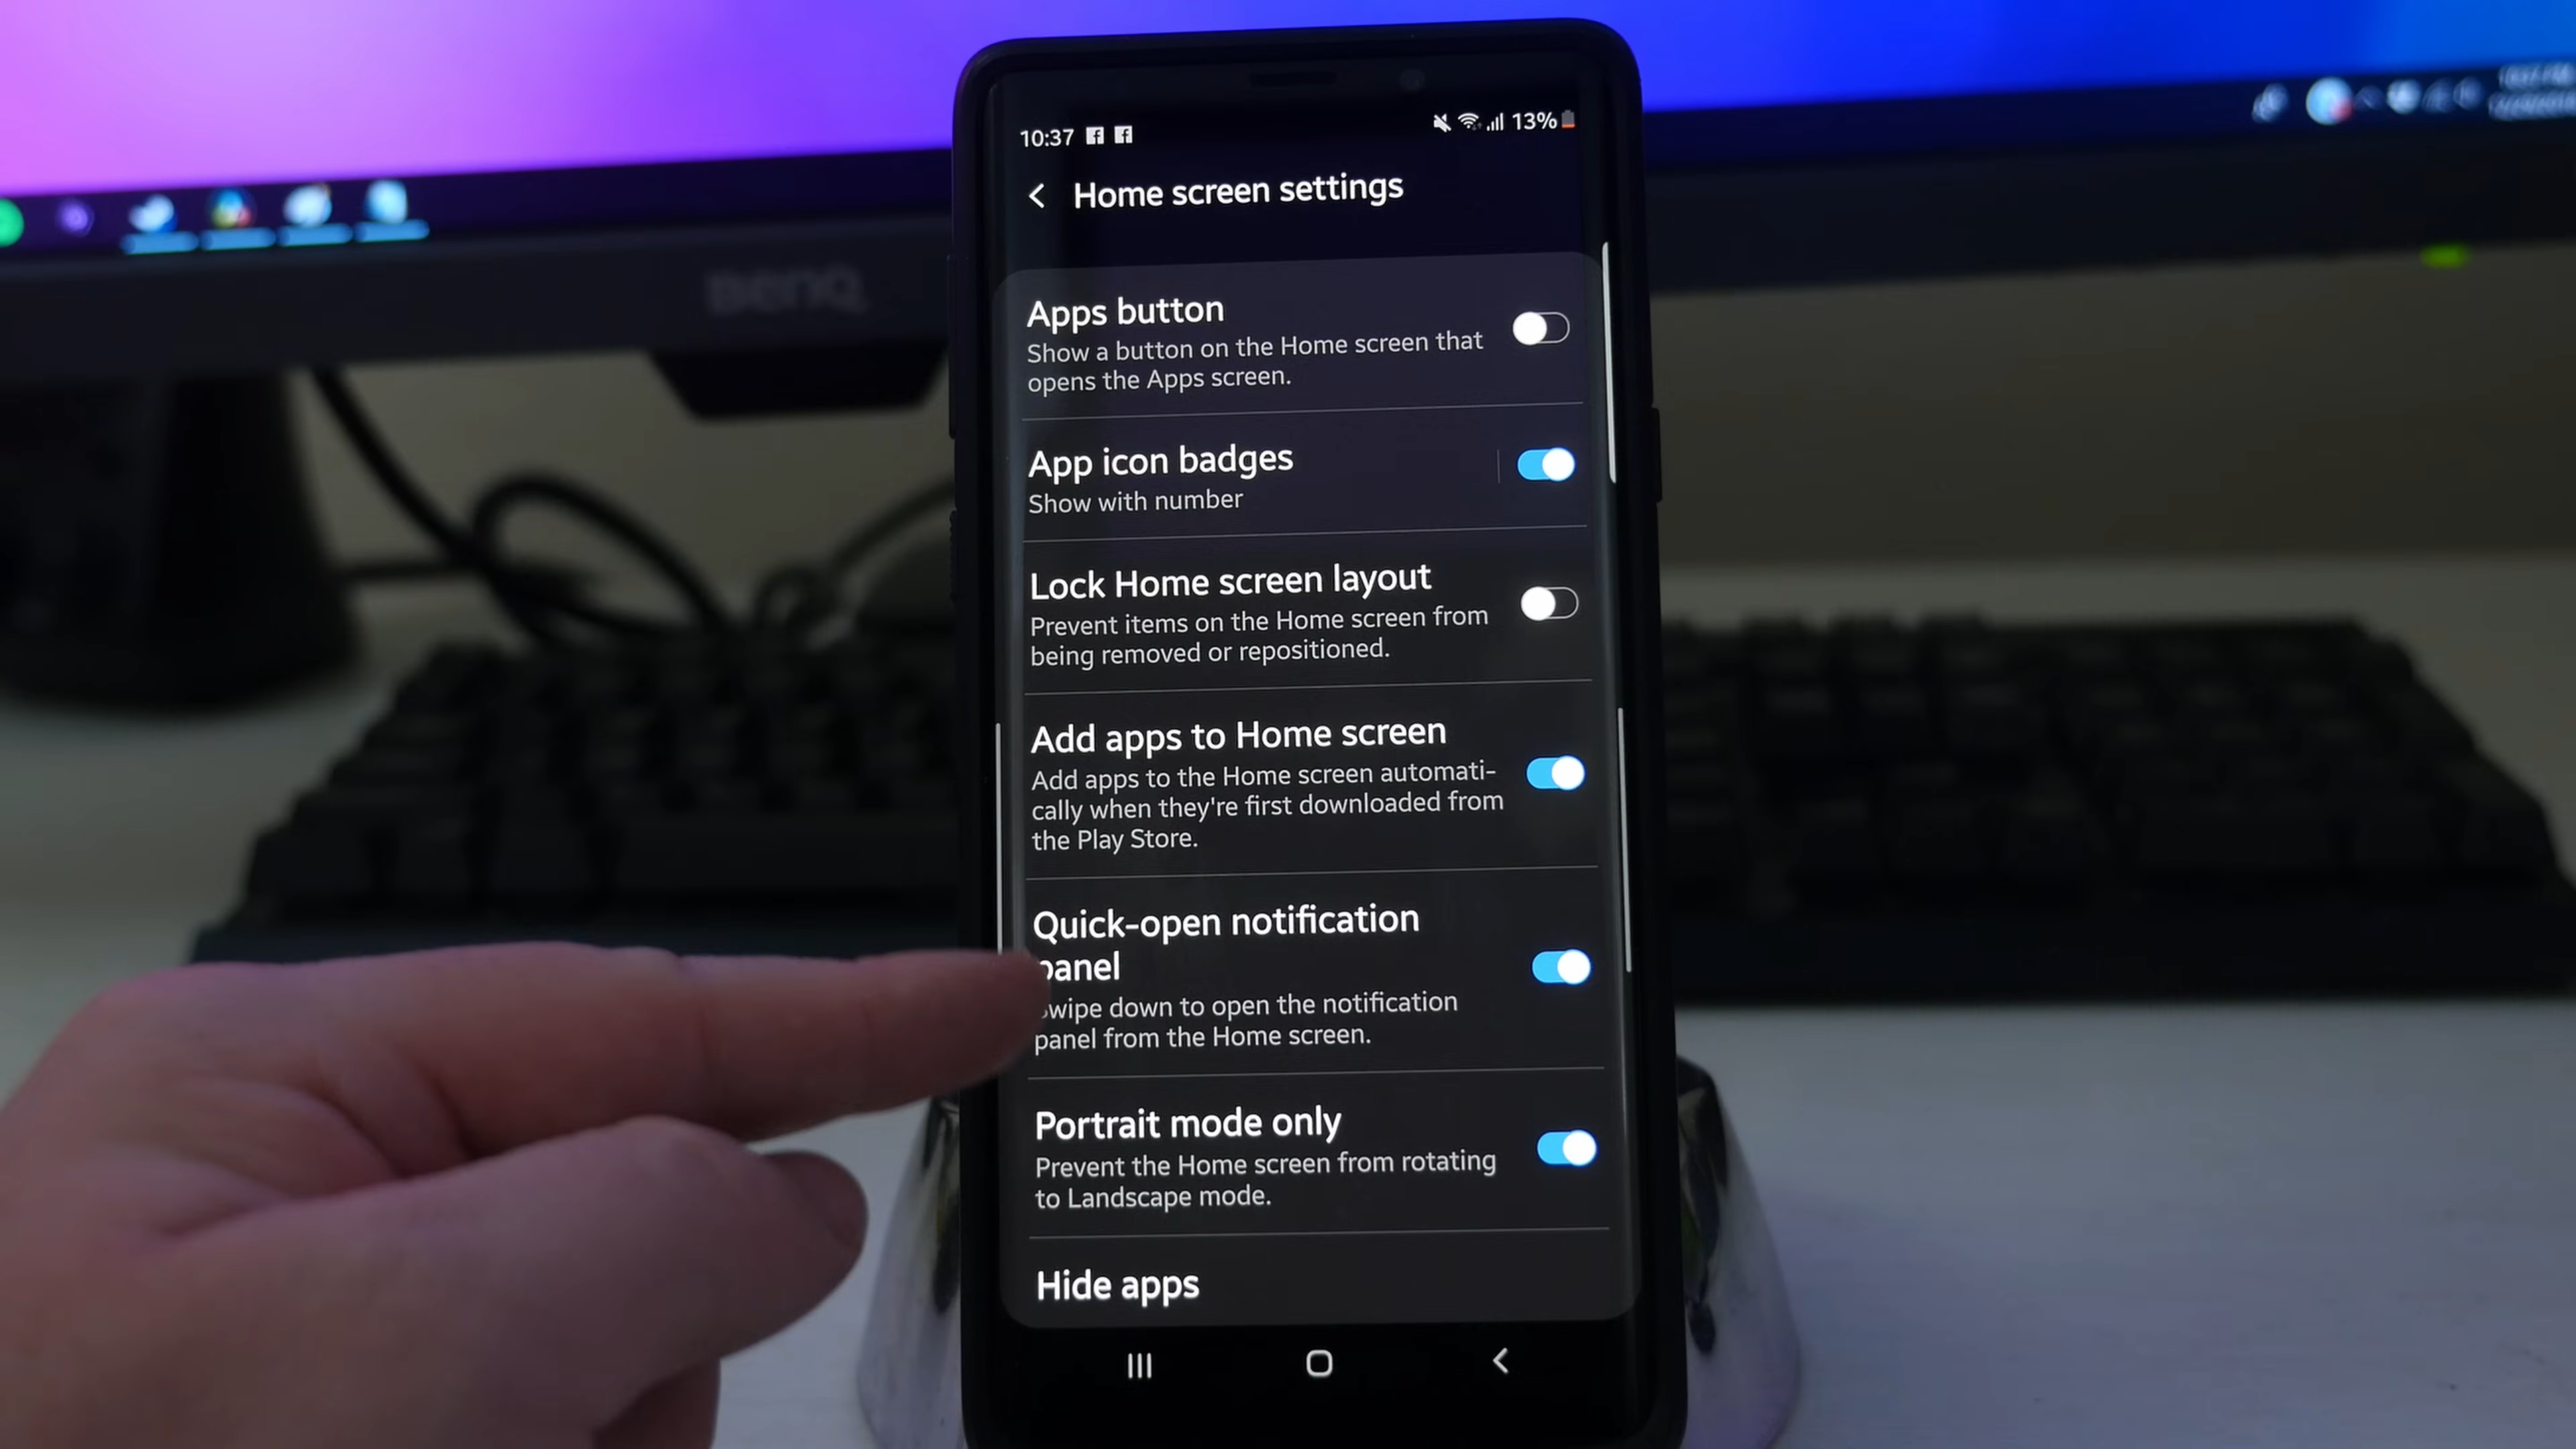 BenQ
10:37
13%
Home screen settings
Apps button
Show a button on the Home screen that
opens the Apps screen.
App icon badges
Show with number
Lock Home screen layout
Prevent items on the Home screen from
being removed or repositioned.
Add apps to Home screen
Add apps to the Home screen automati-
cally when they're first downloaded from
the Play Store.
Quick-open notification
panel
Swipe down to open the notification
panel from the Home screen.
Portrait mode only
Prevent the Home screen from rotating
to Landscape mode.
Hide apps